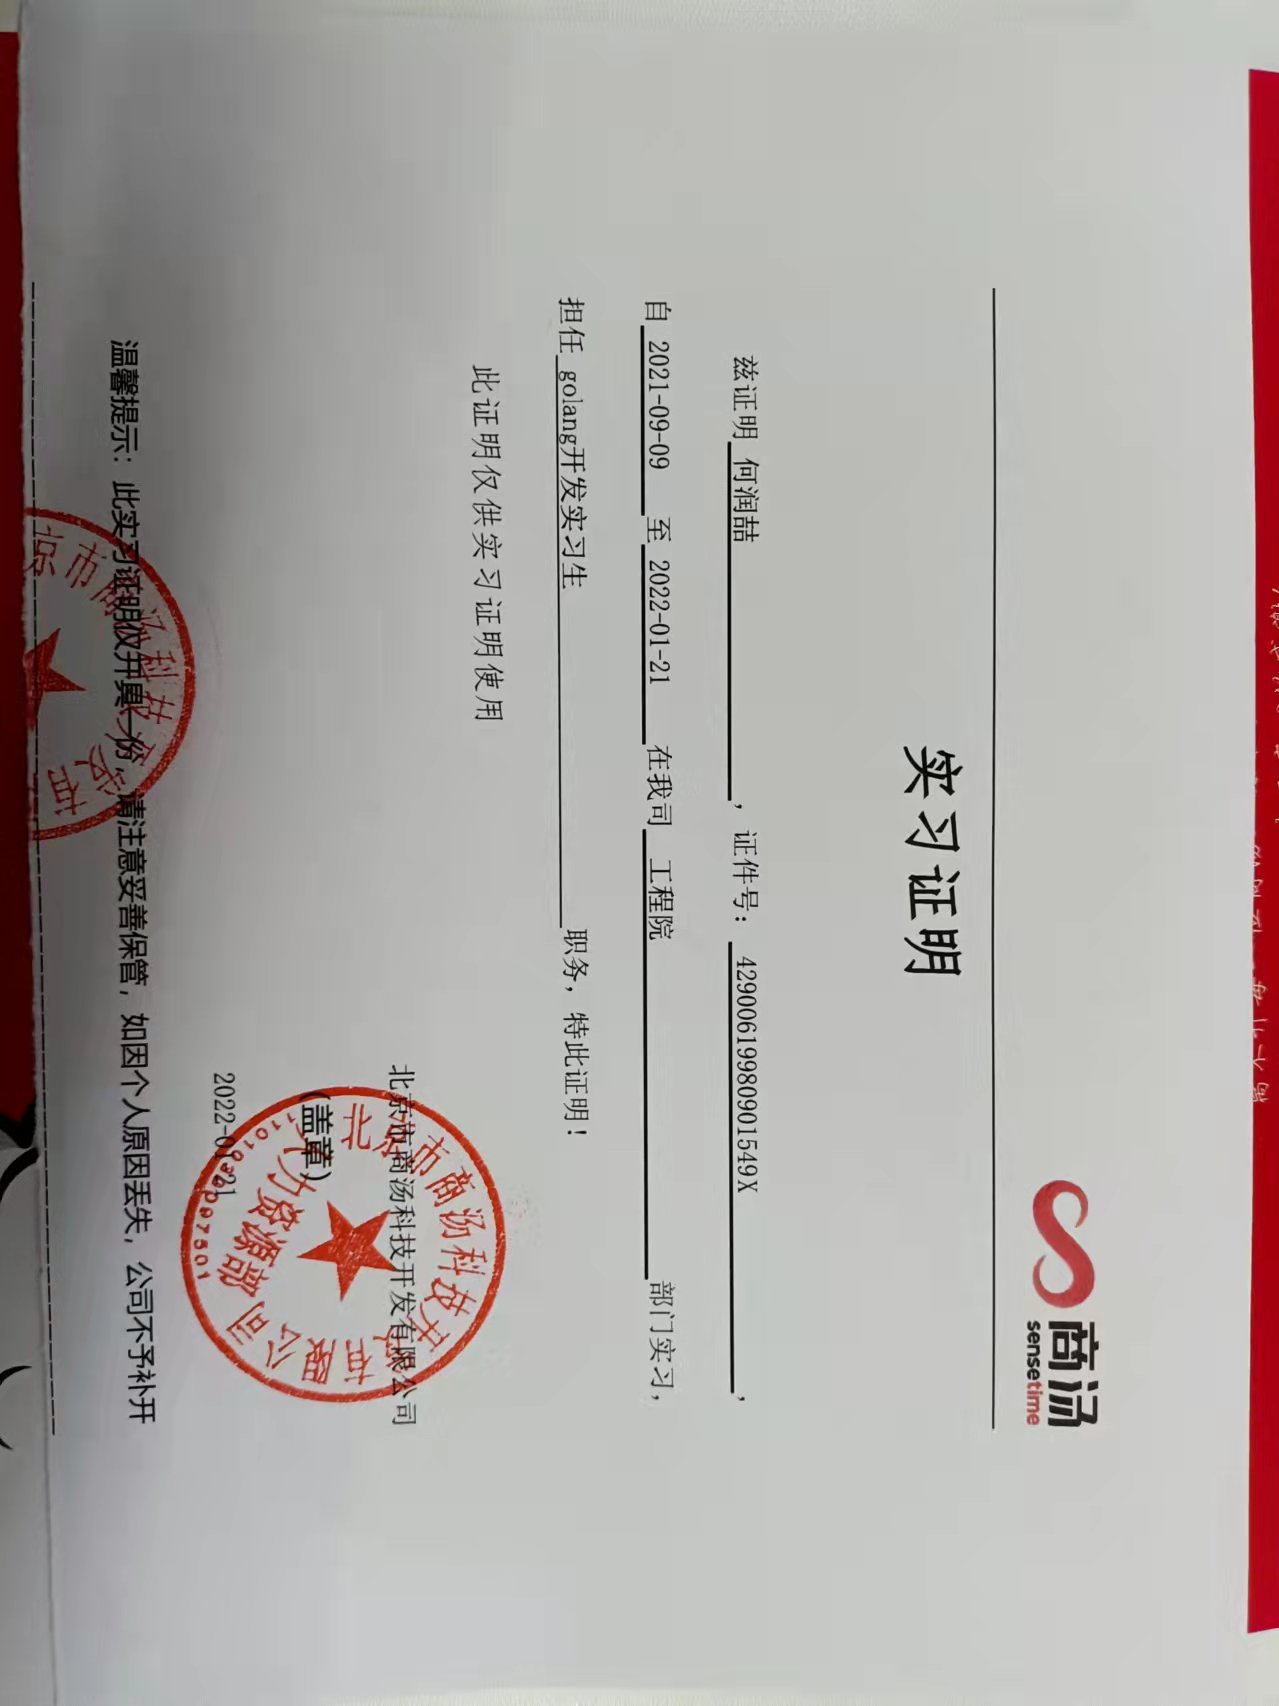 商汤
sensetime
实习证明
兹证明 何润喆 ，证件号： 42900619980901549X ，
自 2021-09-09 至 2022-01-21 在我司 工程院 部门实习，
担任 golang开发实习生 职务，特此证明！
此证明仅供实习证明使用
北京市商汤科技开发有限公司
（盖章）
2022-01-21
北京市商汤科技开发有限公司
人力资源部
温馨提示：此实习证明仅开具一份，请注意妥善保管，如因个人原因丢失，公司不予补开
京市商汤科技开发有